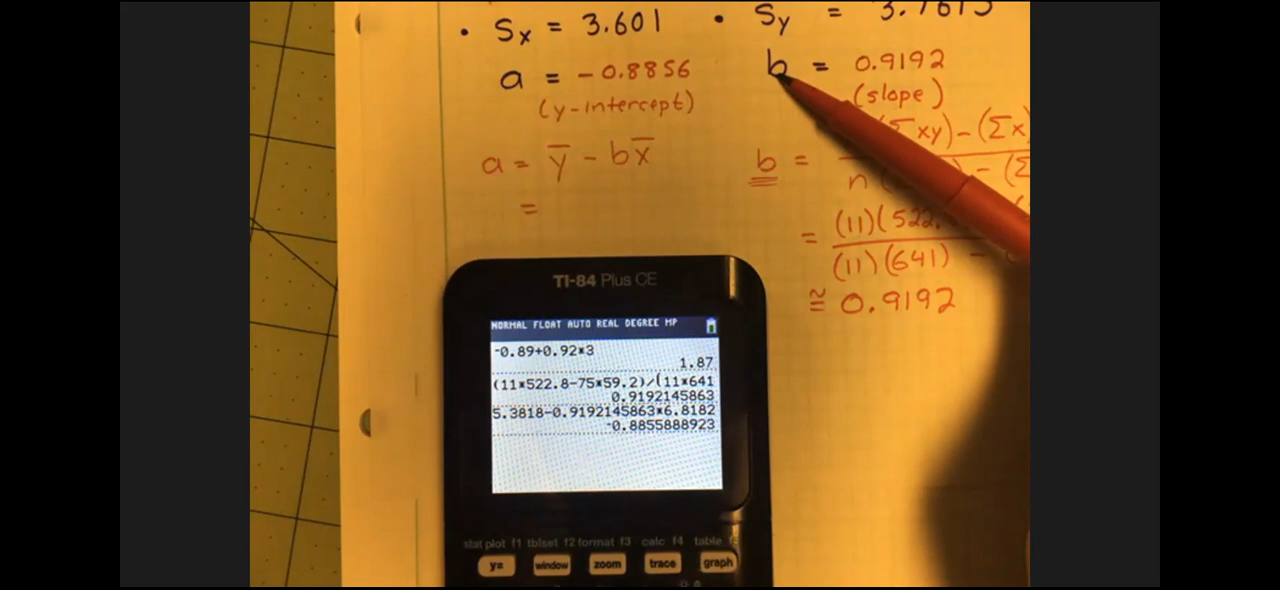 • Sx = 3.601 • Sy =
a = -0.8856 b = 0.9192
(y-intercept) (slope)
a = y̅ - bx̅ b = Σxy) - (Σx)
n
= = (11)(522.
(11)(641) -
≅ 0.9192
TI-84 Plus CE
NORMAL FLOAT AUTO REAL DEGREE MP
-0.89+0.92*3
1.87
(11*522.8-75*59.2)/(11*641
0.9192145863
5.3818-0.9192145863*6.8182
-0.8855888923
stat plot f1 tblset f2 format f3 calc f4 table
y= window zoom trace graph